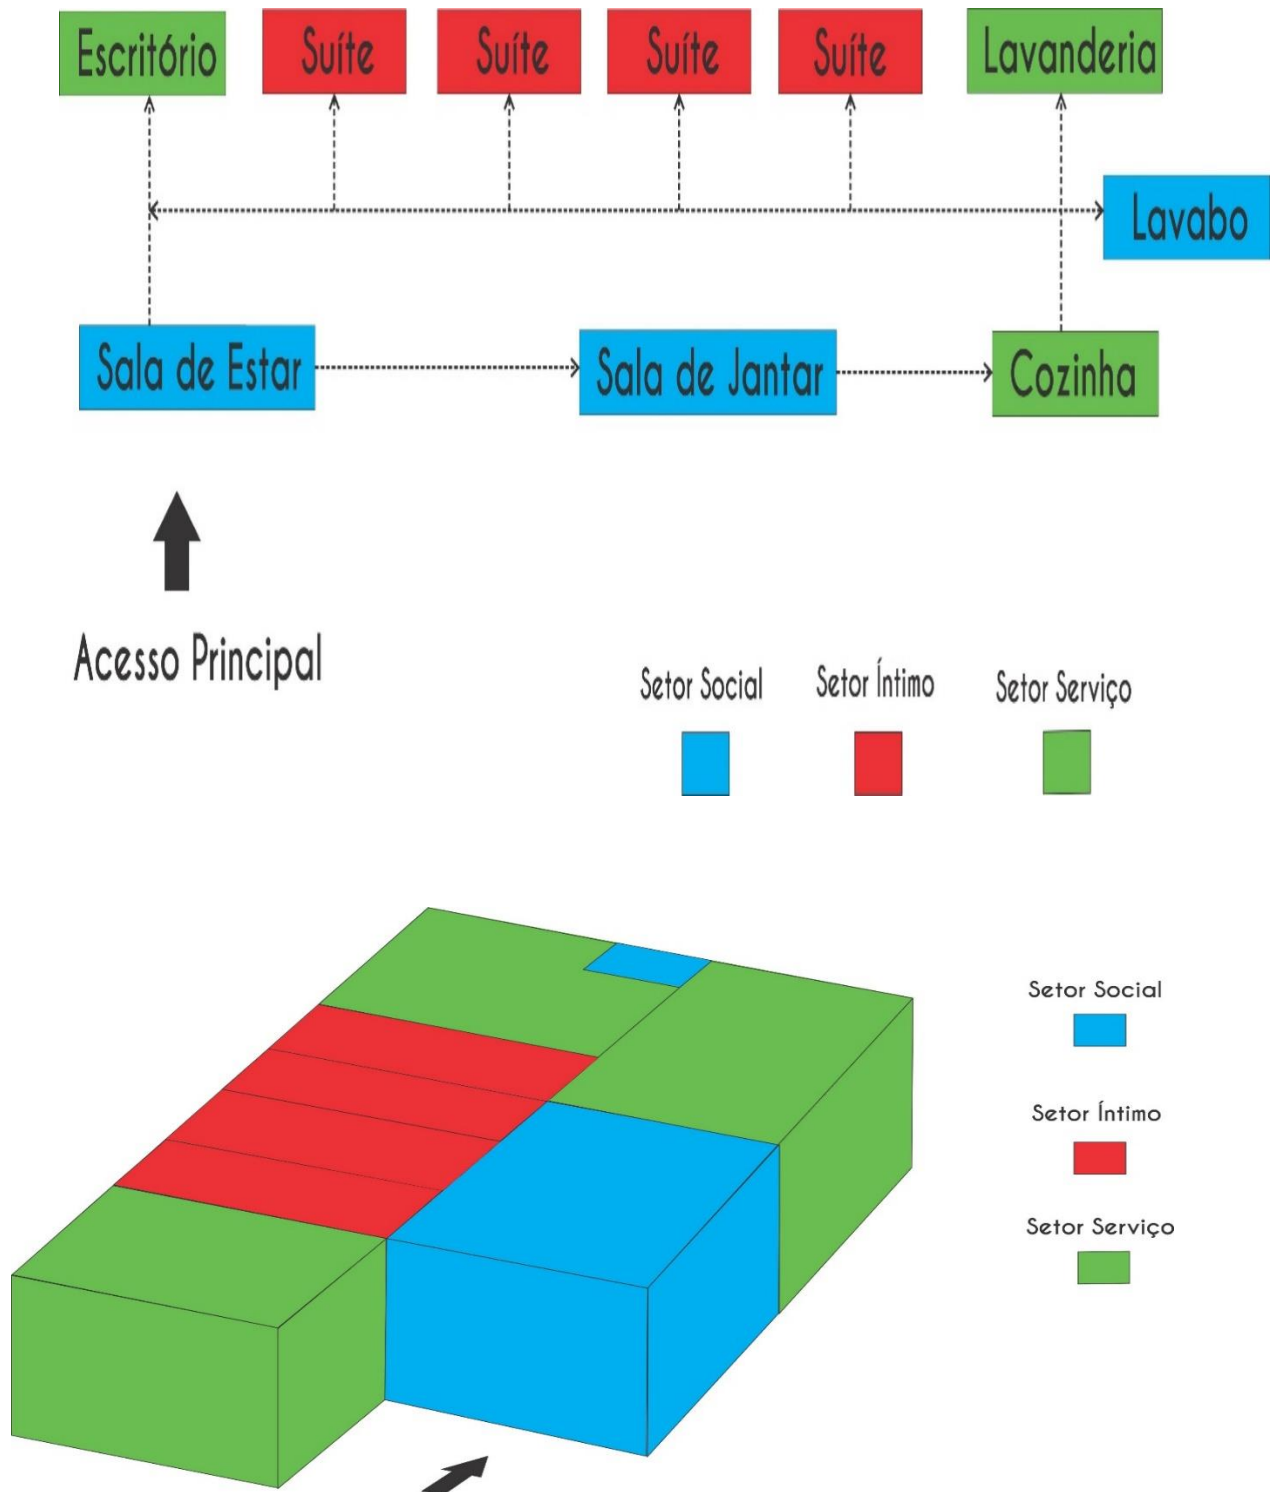 Escritório
Suíte
Suíte
Suíte
Suíte
Lavanderia
Lavabo
Sala de Estar
Sala de Jantar
Cozinha
Acesso Principal
Setor Social
Setor Íntimo
Setor Serviço
Setor Social
Setor Íntimo
Setor Serviço